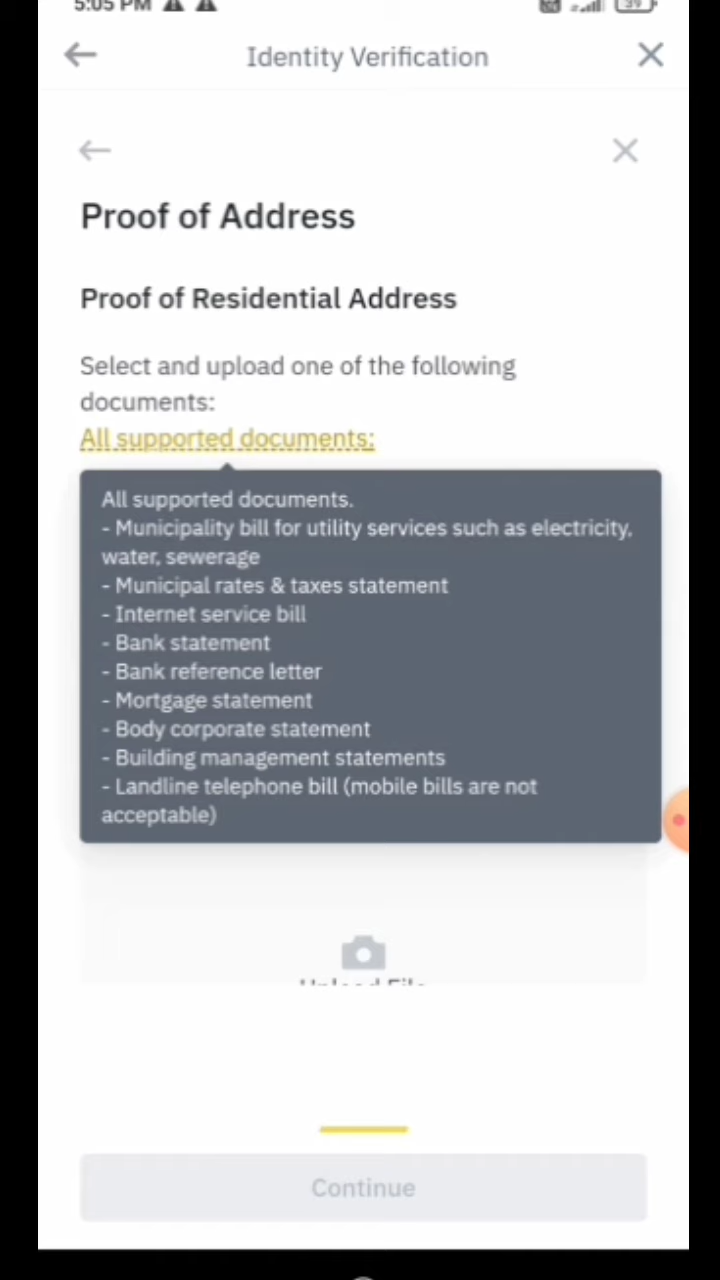 5:05 PM
39
Identity Verification
Proof of Address
Proof of Residential Address
Select and upload one of the following
documents:
All supported documents:
All supported documents.
- Municipality bill for utility services such as electricity,
water, sewerage
- Municipal rates & taxes statement
- Internet service bill
- Bank statement
- Bank reference letter
- Mortgage statement
- Body corporate statement
- Building management statements
- Landline telephone bill (mobile bills are not
acceptable)
Upload File
Continue